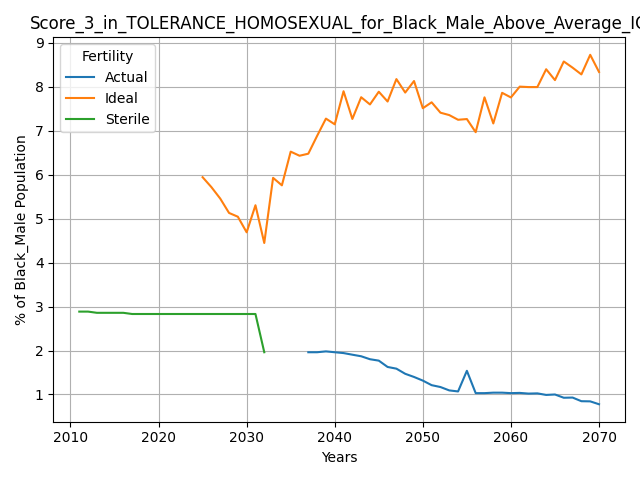 Score_3_in_TOLERANCE_HOMOSEXUAL_for_Black_Male_Above_Average_IQ
Fertility
Actual
Ideal
Sterile
% of Black_Male Population
9
8
7
6
5
4
3
2
1
2010 2020 2030 2040 2050 2060 2070
Years